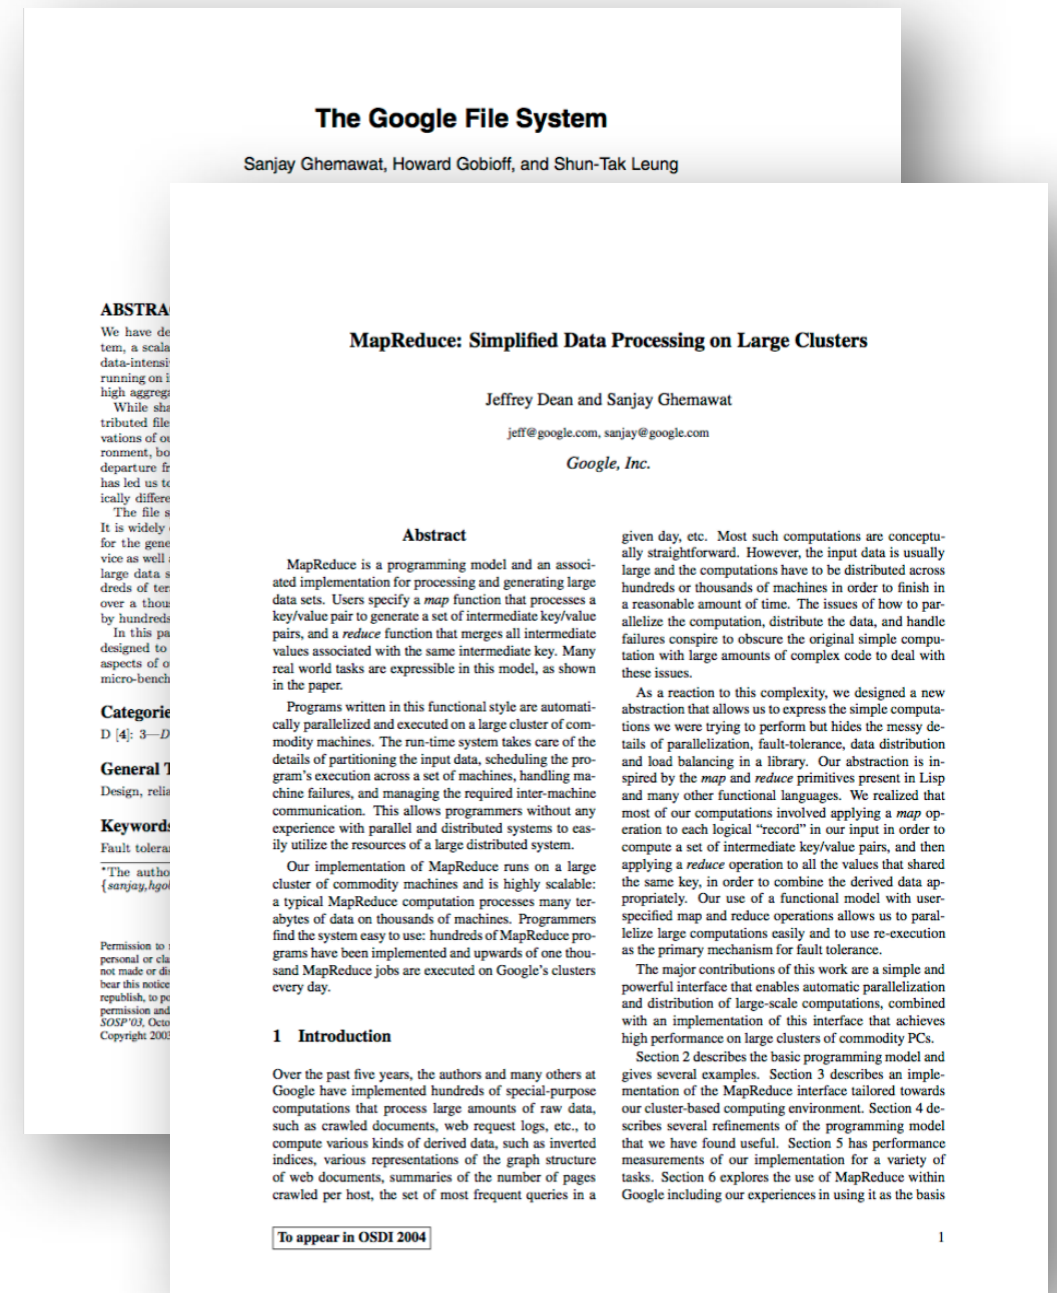 The Google File System
Sanjay Ghemawat, Howard Gobioff, and Shun-Tak Leung
ABSTRA
We have de
tem, a scala
data-intensi
running on i
high aggrega
While sha
tributed file
vations of ou
ronment, bo
departure fr
has led us to
ically differe
The file s
It is widely
for the gene
vice as well
large data s
dreds of ter
over a thou
by hundreds
In this pa
designed to
aspects of o
micro-bench
Categorie
D [4]: 3—D
General T
Design, relia
Keywords
Fault tolera
*The autho
{sanjay,hgob
Permission to
personal or cla
not made or di
bear this notice
republish, to po
permission and
SOSP'03, Octo
Copyright 2003
MapReduce: Simplified Data Processing on Large Clusters
Jeffrey Dean and Sanjay Ghemawat
jeff@google.com, sanjay@google.com
Google, Inc.
Abstract
MapReduce is a programming model and an associ-
ated implementation for processing and generating large
data sets. Users specify a map function that processes a
key/value pair to generate a set of intermediate key/value
pairs, and a reduce function that merges all intermediate
values associated with the same intermediate key. Many
real world tasks are expressible in this model, as shown
in the paper.
Programs written in this functional style are automati-
cally parallelized and executed on a large cluster of com-
modity machines. The run-time system takes care of the
details of partitioning the input data, scheduling the pro-
gram's execution across a set of machines, handling ma-
chine failures, and managing the required inter-machine
communication. This allows programmers without any
experience with parallel and distributed systems to eas-
ily utilize the resources of a large distributed system.
Our implementation of MapReduce runs on a large
cluster of commodity machines and is highly scalable:
a typical MapReduce computation processes many ter-
abytes of data on thousands of machines. Programmers
find the system easy to use: hundreds of MapReduce pro-
grams have been implemented and upwards of one thou-
sand MapReduce jobs are executed on Google's clusters
every day.
1 Introduction
Over the past five years, the authors and many others at
Google have implemented hundreds of special-purpose
computations that process large amounts of raw data,
such as crawled documents, web request logs, etc., to
compute various kinds of derived data, such as inverted
indices, various representations of the graph structure
of web documents, summaries of the number of pages
crawled per host, the set of most frequent queries in a
given day, etc. Most such computations are conceptu-
ally straightforward. However, the input data is usually
large and the computations have to be distributed across
hundreds or thousands of machines in order to finish in
a reasonable amount of time. The issues of how to par-
allelize the computation, distribute the data, and handle
failures conspire to obscure the original simple compu-
tation with large amounts of complex code to deal with
these issues.
As a reaction to this complexity, we designed a new
abstraction that allows us to express the simple computa-
tions we were trying to perform but hides the messy de-
tails of parallelization, fault-tolerance, data distribution
and load balancing in a library. Our abstraction is in-
spired by the map and reduce primitives present in Lisp
and many other functional languages. We realized that
most of our computations involved applying a map op-
eration to each logical “record” in our input in order to
compute a set of intermediate key/value pairs, and then
applying a reduce operation to all the values that shared
the same key, in order to combine the derived data ap-
propriately. Our use of a functional model with user-
specified map and reduce operations allows us to paral-
lelize large computations easily and to use re-execution
as the primary mechanism for fault tolerance.
The major contributions of this work are a simple and
powerful interface that enables automatic parallelization
and distribution of large-scale computations, combined
with an implementation of this interface that achieves
high performance on large clusters of commodity PCs.
Section 2 describes the basic programming model and
gives several examples. Section 3 describes an imple-
mentation of the MapReduce interface tailored towards
our cluster-based computing environment. Section 4 de-
scribes several refinements of the programming model
that we have found useful. Section 5 has performance
measurements of our implementation for a variety of
tasks. Section 6 explores the use of MapReduce within
Google including our experiences in using it as the basis
To appear in OSDI 2004
1